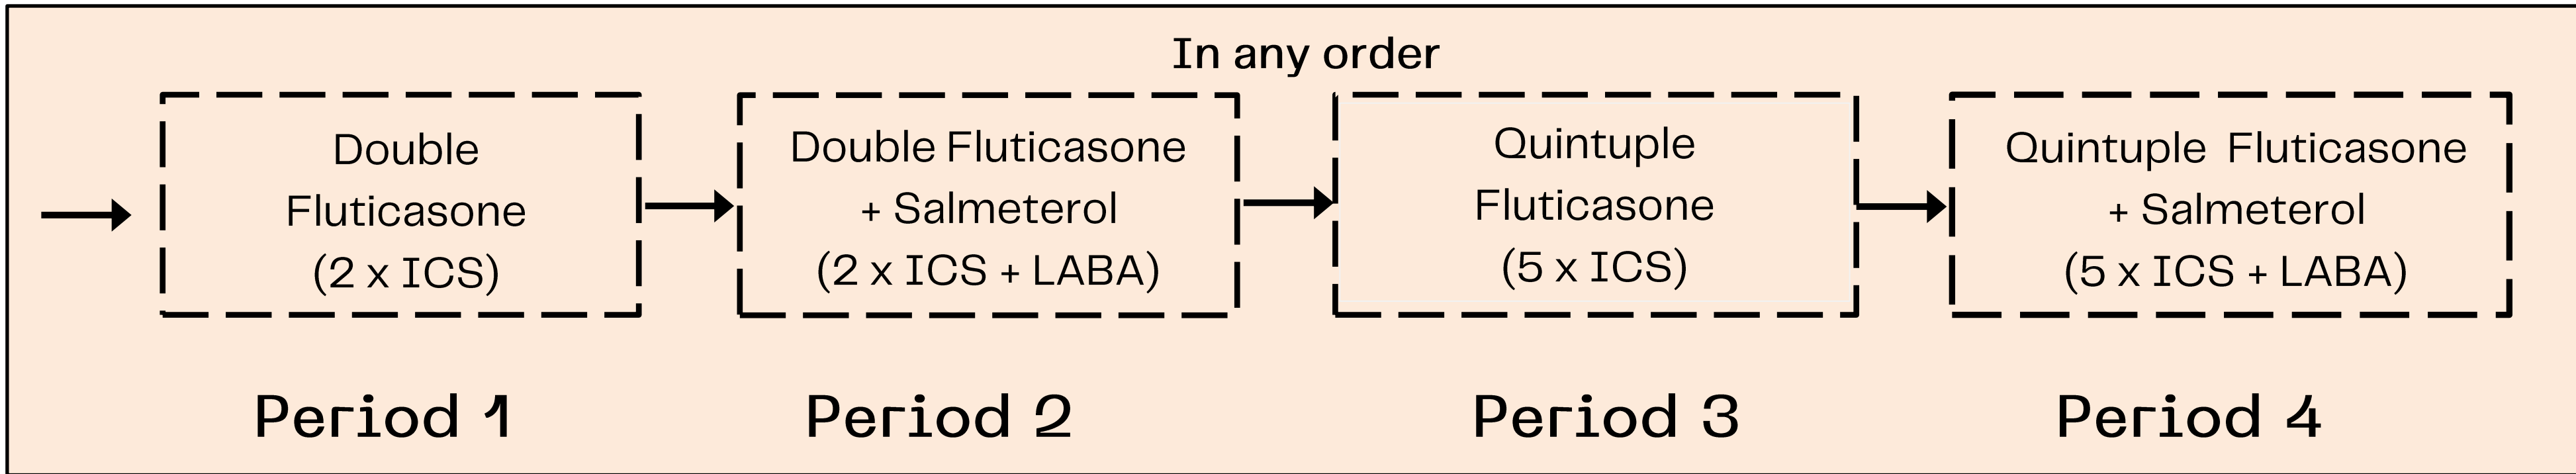 In any order
Double
Fluticasone
(2 x ICS)
Double Fluticasone
+ Salmeterol
(2 x ICS + LABA)
Quintuple
Fluticasone
(5 x ICS)
Quintuple Fluticasone
+ Salmeterol
(5 x ICS + LABA)
Period 1
Period 2
Period 3
Period 4